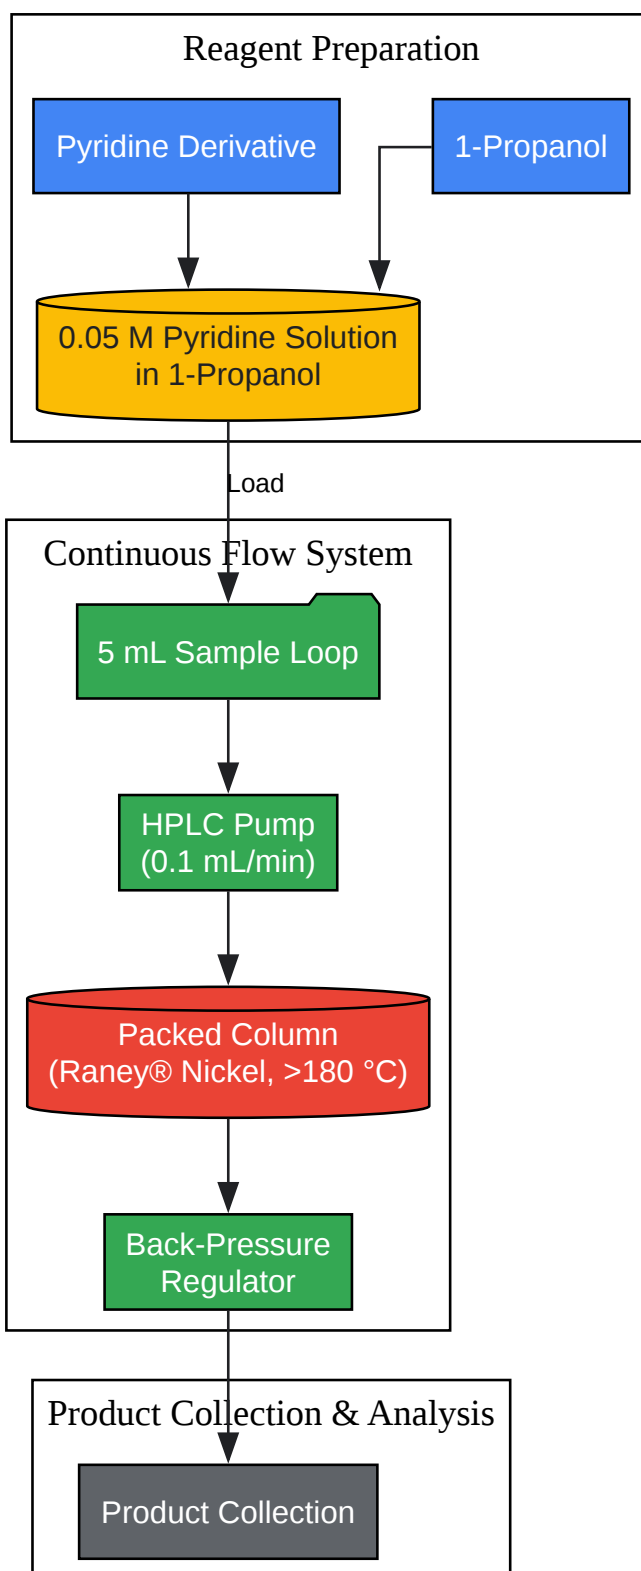 Reagent Preparation
Pyridine Derivative
1-Propanol
0.05 M Pyridine Solution
in 1-Propanol
Load
Continuous Flow System
5 mL Sample Loop
HPLC Pump
(0.1 mL/min)
Packed Column
(Raney® Nickel, >180 °C)
Back-Pressure
Regulator
Product Collection & Analysis
Product Collection